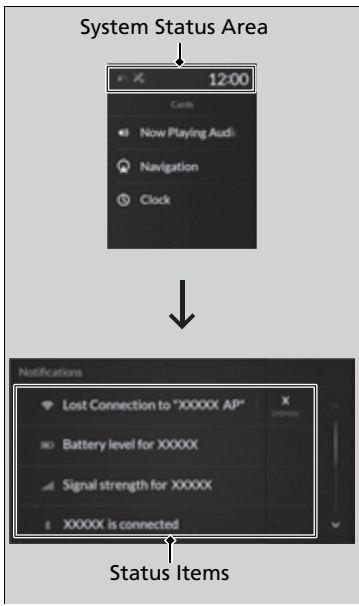 System Status Area
12:00
Cards
Now Playing Audi
Navigation
Clock
Notifications
Lost Connection to "XXXXX AP"
X
DISMISS
Battery level for XXXXX
Signal strength for XXXXX
XXXXX is connected
Status Items